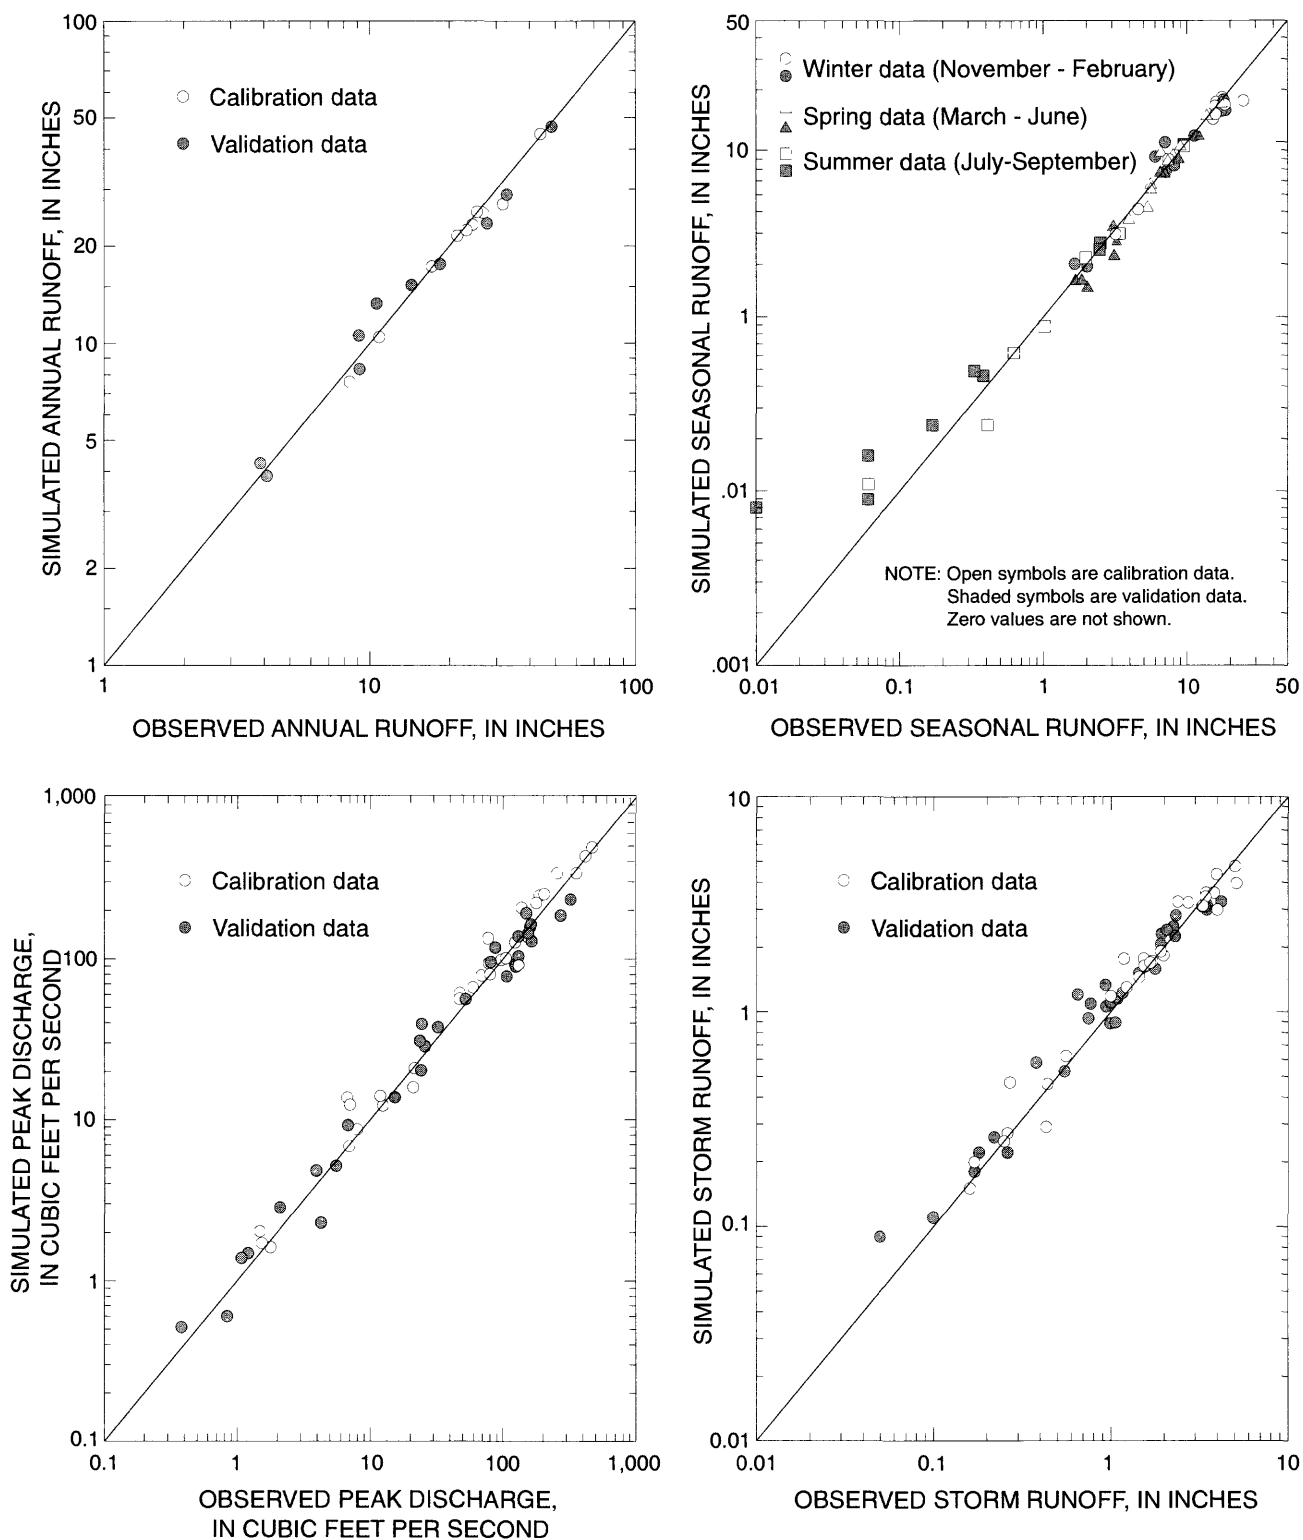 100
50
20
10
5
2
1
1
10
100
SIMULATED ANNUAL RUNOFF, IN INCHES
OBSERVED ANNUAL RUNOFF, IN INCHES
Calibration data
Validation data
50
10
1
.01
.001
0.01
0.1
1
10
50
SIMULATED SEASONAL RUNOFF, IN INCHES
OBSERVED SEASONAL RUNOFF, IN INCHES
Winter data (November - February)
Spring data (March - June)
Summer data (July-September)
NOTE: Open symbols are calibration data.
Shaded symbols are validation data.
Zero values are not shown.
1,000
100
10
1
0.1
0.1
1
10
100
1,000
SIMULATED PEAK DISCHARGE,
IN CUBIC FEET PER SECOND
OBSERVED PEAK DISCHARGE,
IN CUBIC FEET PER SECOND
Calibration data
Validation data
10
1
0.1
0.01
0.01
0.1
1
10
SIMULATED STORM RUNOFF, IN INCHES
OBSERVED STORM RUNOFF, IN INCHES
Calibration data
Validation data